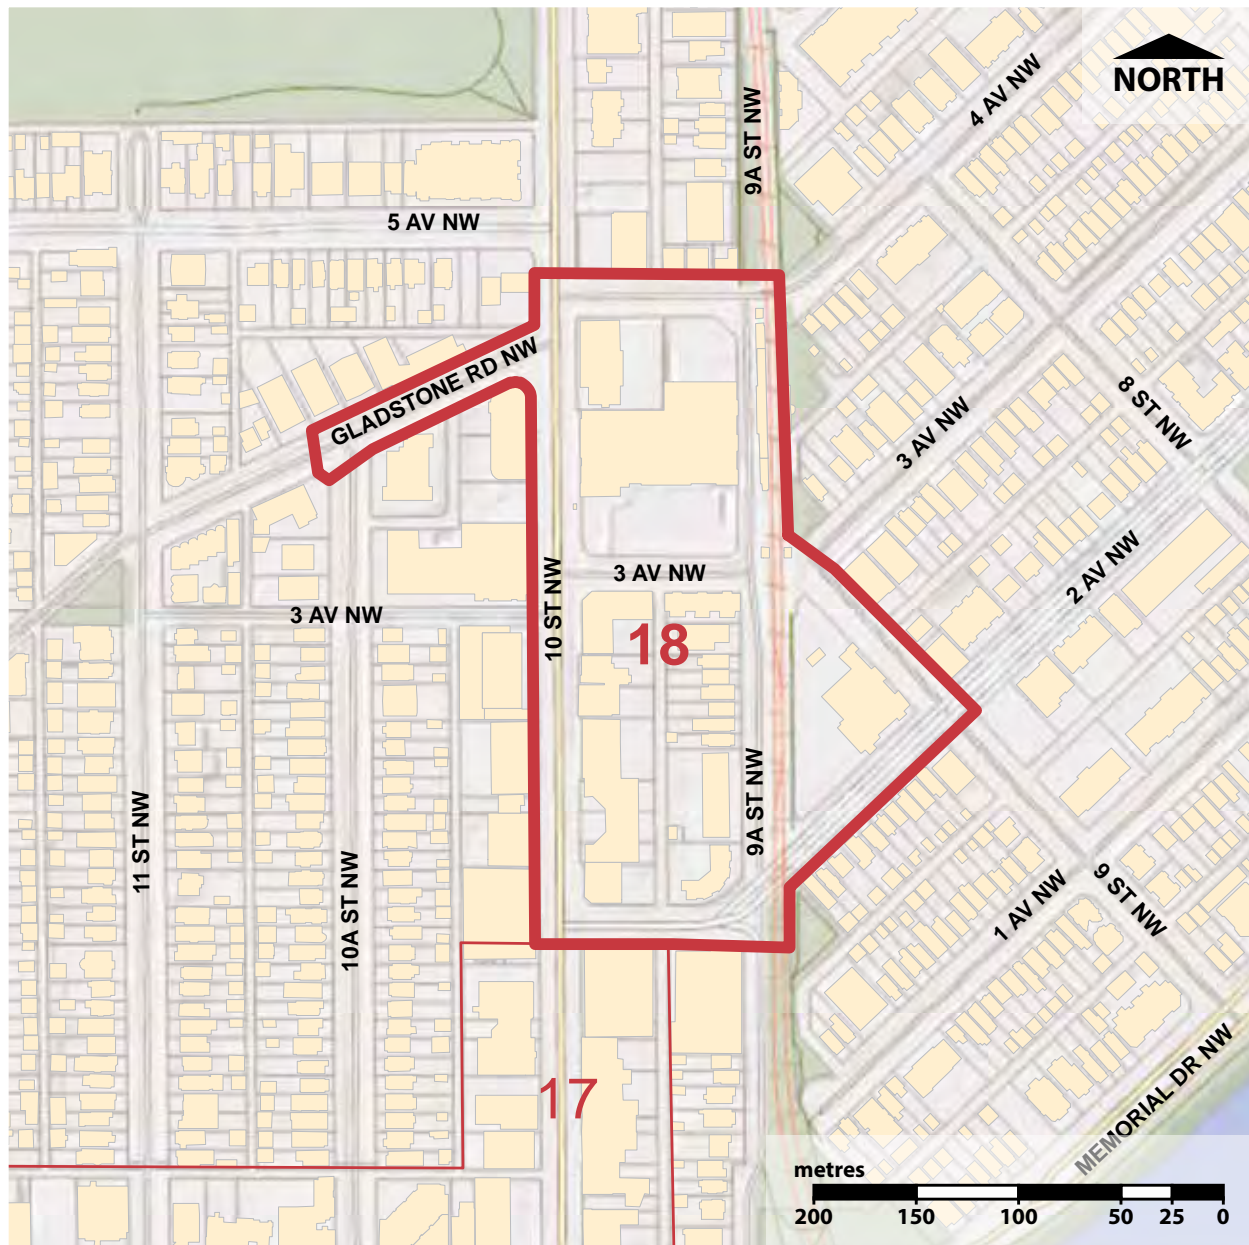 NORTH
4 AV NW
9A ST NW
5 AV NW
GLADSTONE RD NW
8 ST NW
3 AV NW
2 AV NW
3 AV NW
3 AV NW
10 ST NW
18
9A ST NW
11 ST NW
10A ST NW
1 AV NW
9 ST NW
17
MEMORIAL DR NW
metres
200 150 100 50 25 0